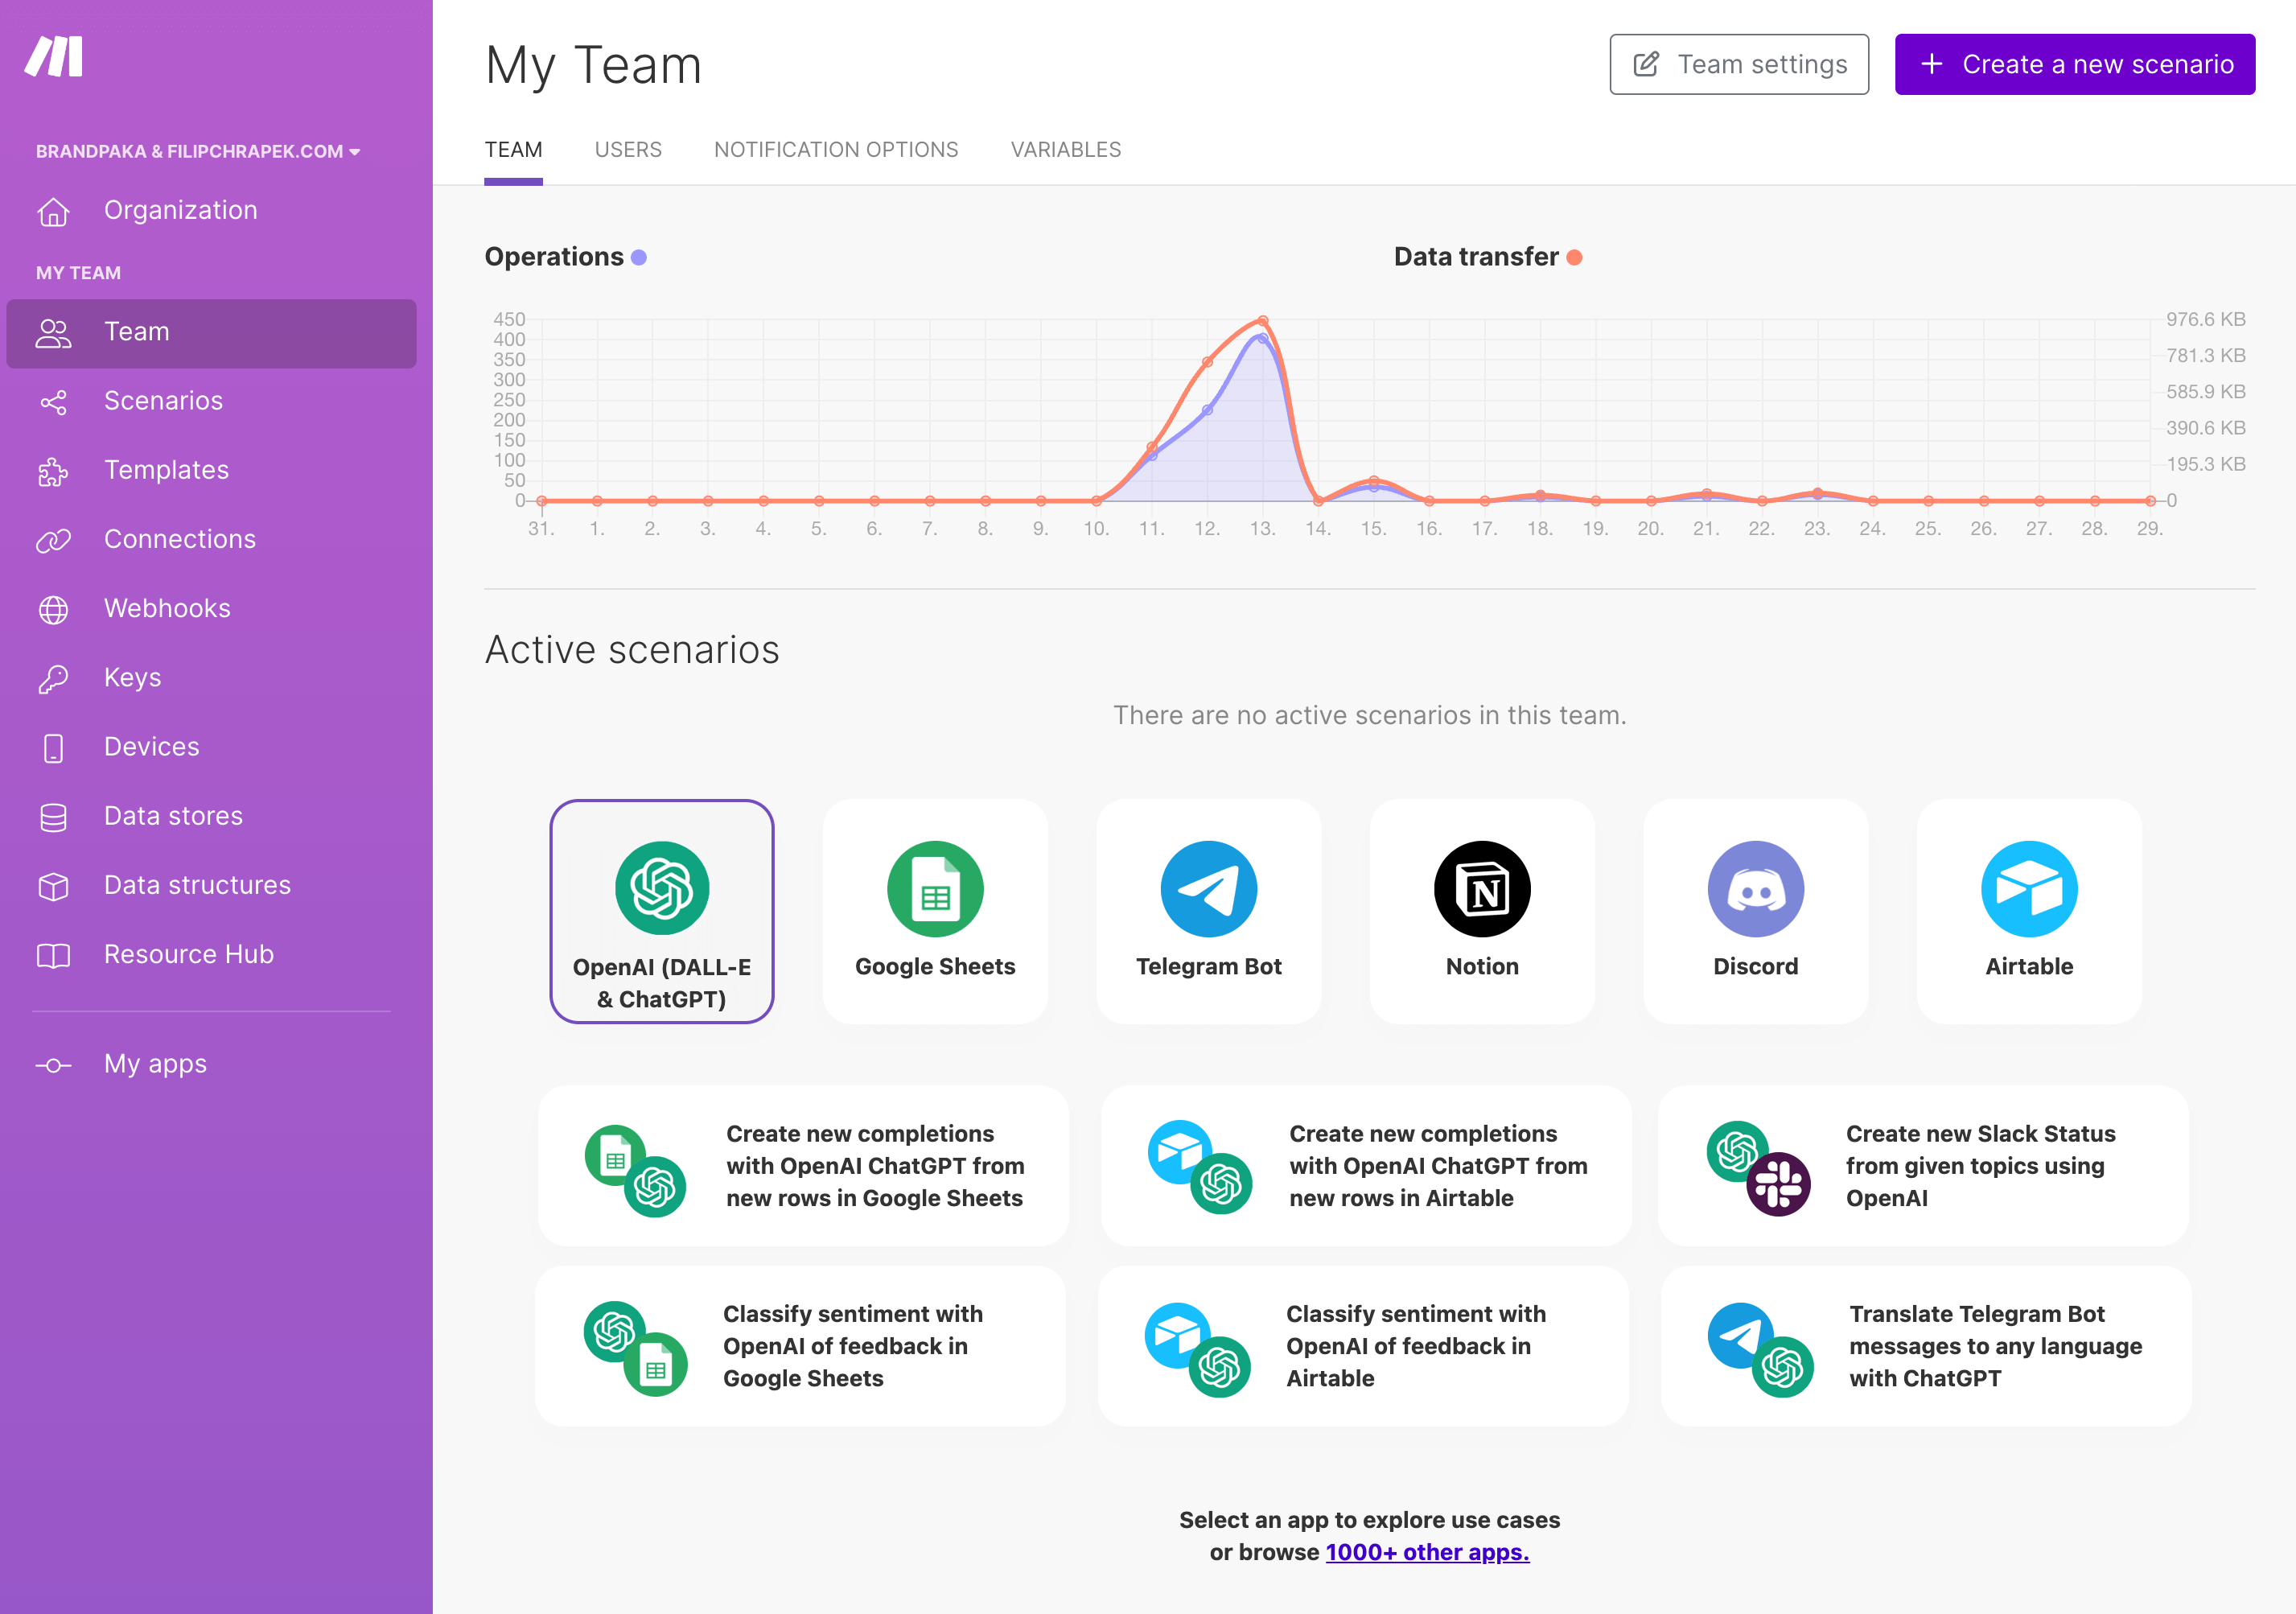 BRANDPAKA & FILIPCHRAPEK.COM
Organization
MY TEAM
Team
Scenarios
Templates
Connections
Webhooks
Keys
Devices
Data stores
Data structures
Resource Hub
My apps
My Team
Team settings
+ Create a new scenario
TEAM USERS NOTIFICATION OPTIONS VARIABLES
Operations
Data transfer
450
400
350
300
250
200
150
100
50
0
976.6 KB
781.3 KB
585.9 KB
390.6 KB
195.3 KB
0
31. 1. 2. 3. 4. 5. 6. 7. 8. 9. 10. 11. 12. 13. 14. 15. 16. 17. 18. 19. 20. 21. 22. 23. 24. 25. 26. 27. 28. 29.
Active scenarios
There are no active scenarios in this team.
OpenAI (DALL-E
& ChatGPT)
Google Sheets
Telegram Bot
N
Notion
Discord
Airtable
Create new completions
with OpenAI ChatGPT from
new rows in Google Sheets
Create new completions
with OpenAI ChatGPT from
new rows in Airtable
Create new Slack Status
from given topics using
OpenAI
Classify sentiment with
OpenAI of feedback in
Google Sheets
Classify sentiment with
OpenAI of feedback in
Airtable
Translate Telegram Bot
messages to any language
with ChatGPT
Select an app to explore use cases
or browse 1000+ other apps.